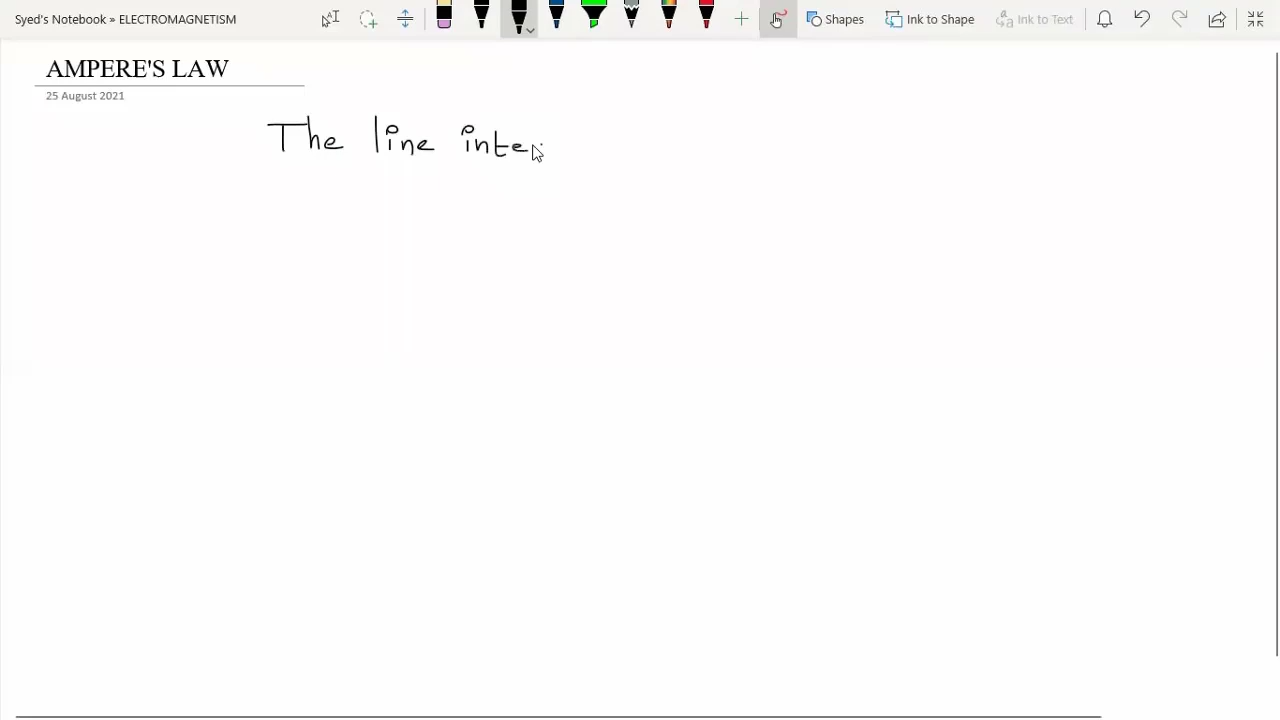 Syed's Notebook » ELECTROMAGNETISM Shapes Ink to Shape Ink to Text
AMPERE'S LAW
25 August 2021
The line inte